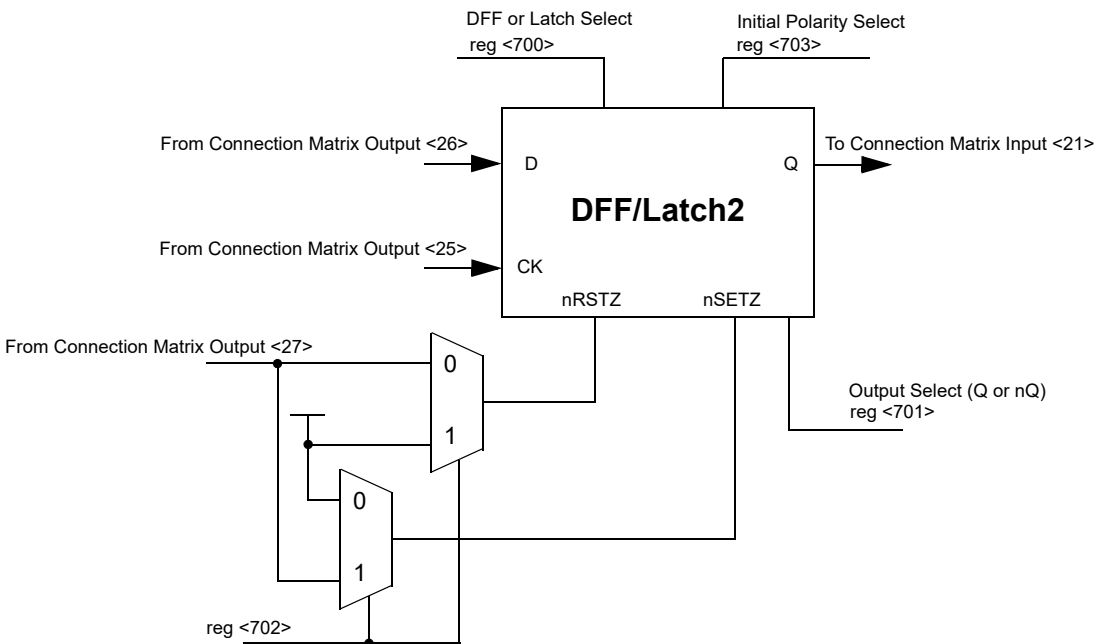 DFF or Latch Select
reg <700>
Initial Polarity Select
reg <703>
From Connection Matrix Output <26>
D
Q
To Connection Matrix Input <21>
DFF/Latch2
From Connection Matrix Output <25>
CK
nRSTZ
nSETZ
From Connection Matrix Output <27>
0
1
Output Select (Q or nQ)
reg <701>
0
1
reg <702>